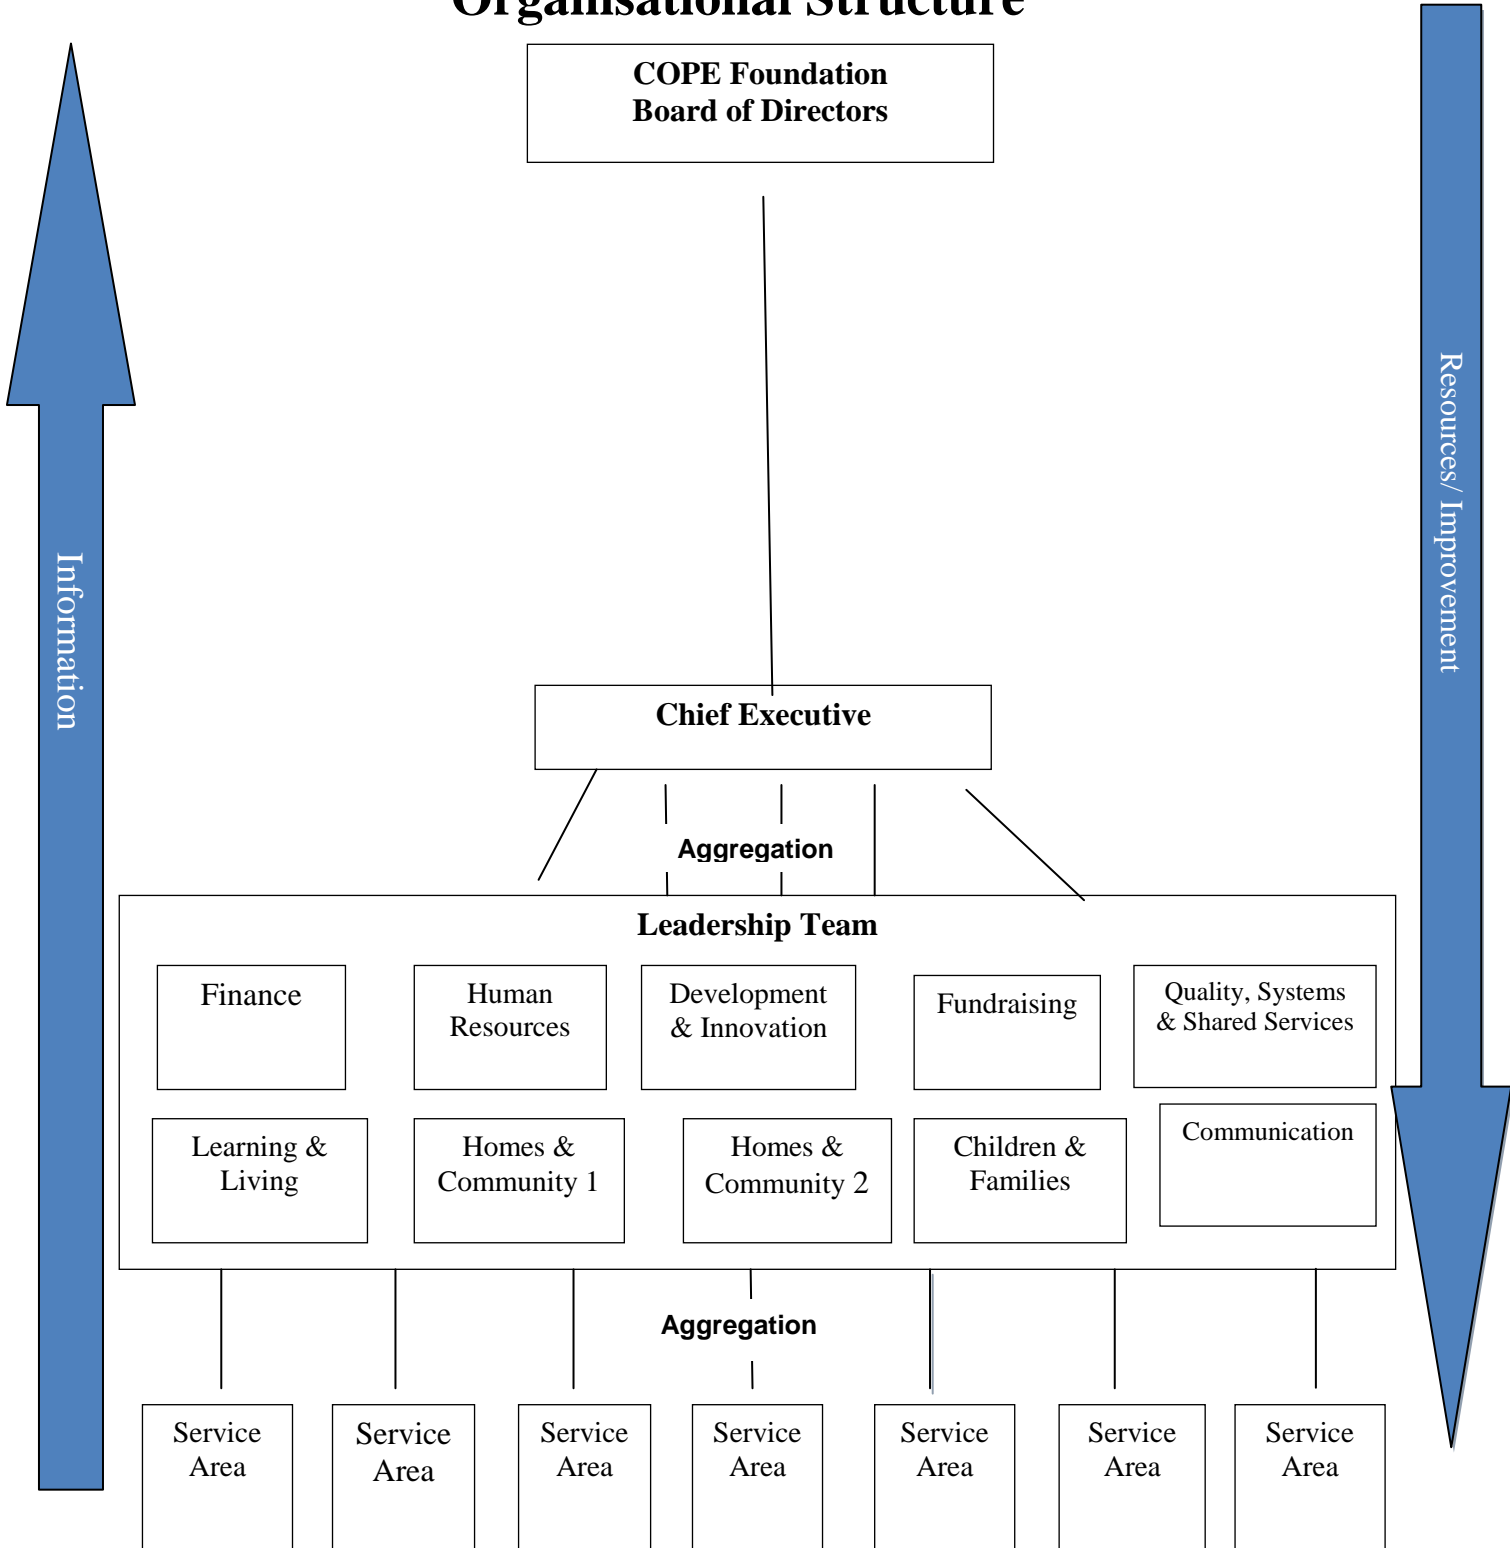 Organisational Structure
COPE Foundation
Board of Directors
Resources/ Improvement
Information
Chief Executive
Aggregation
Leadership Team
Finance
Human
Resources
Development
& Innovation
Fundraising
Quality, Systems
& Shared Services
Learning &
Living
Homes &
Community 1
Homes &
Community 2
Children &
Families
Communication
Aggregation
Service
Area
Service
Area
Service
Area
Service
Area
Service
Area
Service
Area
Service
Area